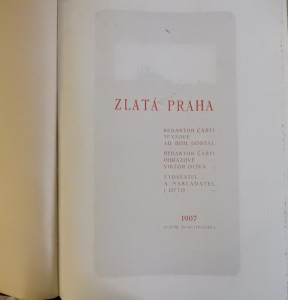 ZLATÁ PRAHA
REDAKTOR ČÁSTI
TEXTOVÉ
AD. BOH. DOSTAL
REDAKTOR ČÁSTI
OBRAZOVÉ
VIKTOR OLIVA
VYDAVATEL
A NAKLADATEL
J. OTTO
1907